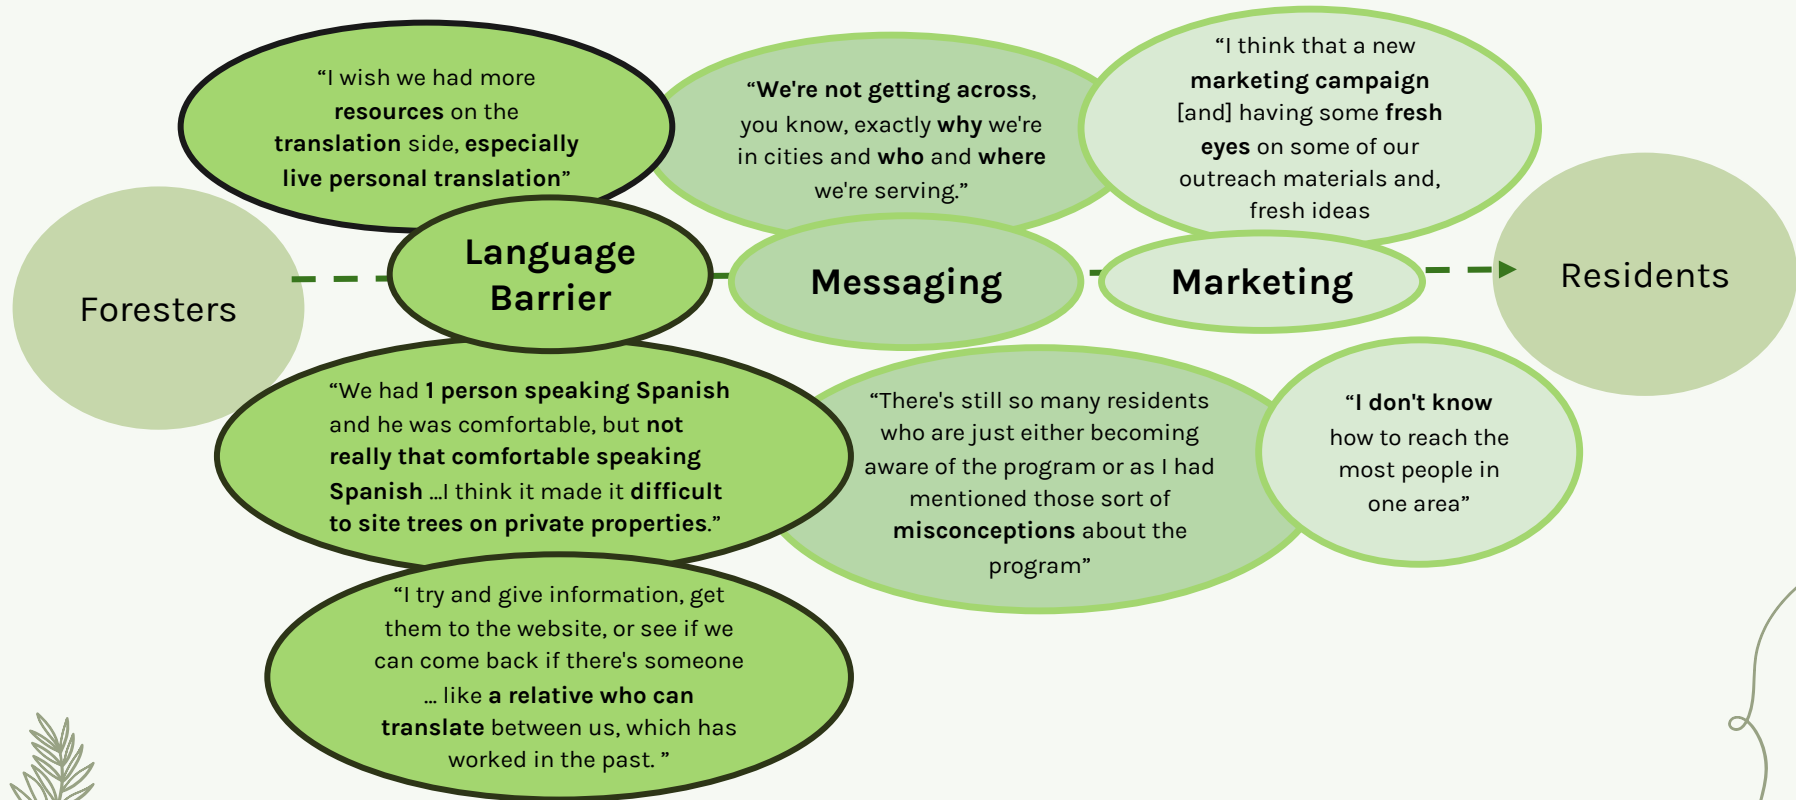 “I wish we had more
resources on the
translation side, especially
live personal translation”
“We're not getting across,
you know, exactly why we're
in cities and who and where
we're serving.”
“I think that a new
marketing campaign
[and] having some fresh
eyes on some of our
outreach materials and,
fresh ideas
Foresters
Language
Barrier
Messaging
Marketing
Residents
“We had 1 person speaking Spanish
and he was comfortable, but not
really that comfortable speaking
Spanish ...I think it made it difficult
to site trees on private properties.”
“There's still so many residents
who are just either becoming
aware of the program or as I had
mentioned those sort of
misconceptions about the
program”
“I don't know
how to reach the
most people in
one area”
“I try and give information, get
them to the website, or see if we
can come back if there's someone
... like a relative who can
translate between us, which has
worked in the past. ”